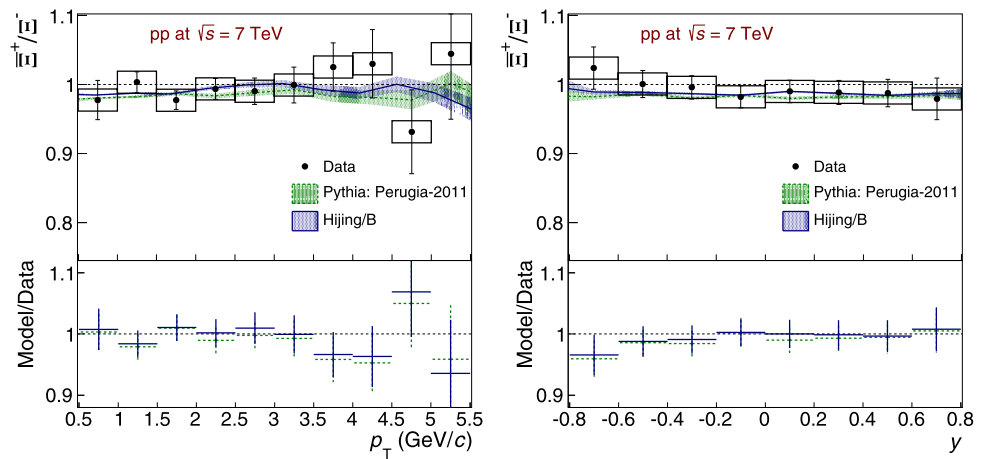 Ξ̅⁺/Ξ⁻
1.1
1
0.9
0.8
pp at √s = 7 TeV
Data
Pythia: Perugia-2011
Hijing/B
Model/Data
1.1
1
0.9
0.5 1 1.5 2 2.5 3 3.5 4 4.5 5 5.5
p_T (GeV/c)
Ξ̅⁺/Ξ⁻
1.1
1
0.9
0.8
pp at √s = 7 TeV
Data
Pythia: Perugia-2011
Hijing/B
Model/Data
1.1
1
0.9
-0.8 -0.6 -0.4 -0.2 0 0.2 0.4 0.6 0.8
y